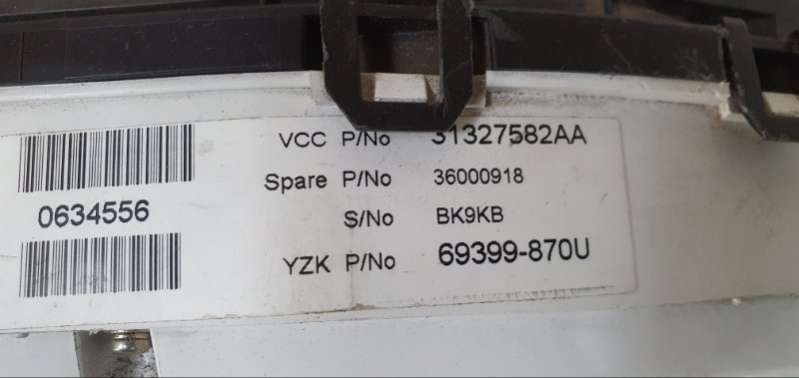 VCC P/No 31327582AA
Spare P/No 36000918
0634556
S/No BK9KB
YZK P/No 69399-870U